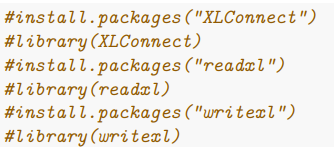 #install.packages("XLConnect")
#library(XLConnect)
#install.packages("readxl")
#library(readxl)
#install.packages("writexl")
#library(writexl)